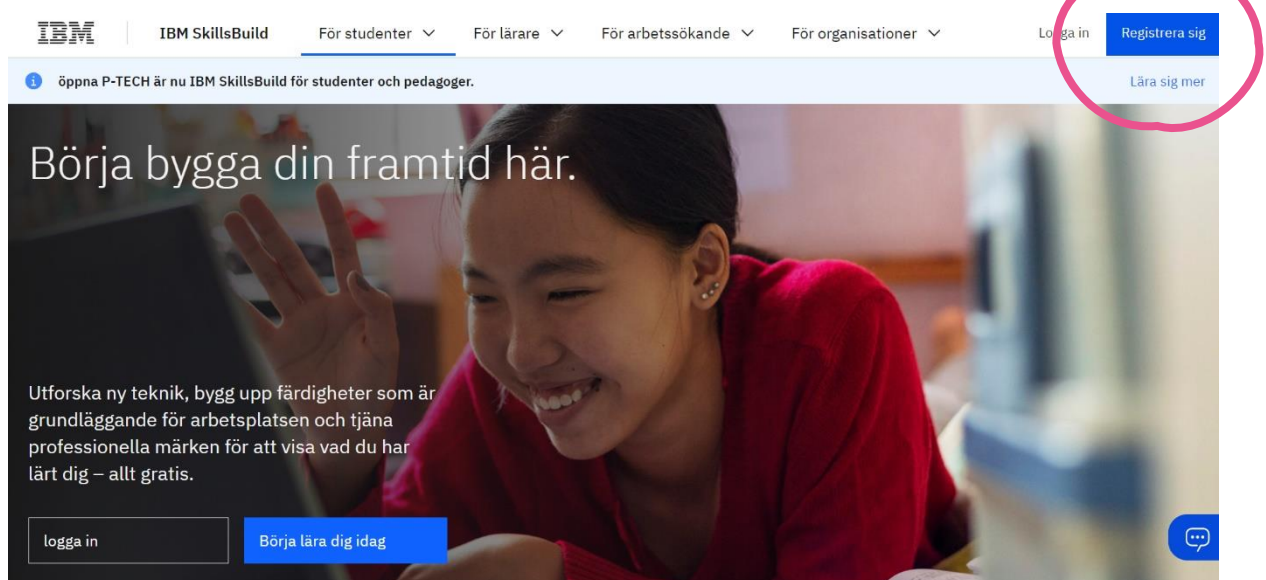 IBM IBM SkillsBuild För studenter För lärare För arbetssökande För organisationer Logga in Registrera sig
öppna P-TECH är nu IBM SkillsBuild för studenter och pedagoger. Lära sig mer
Börja bygga din framtid här.
Utforska ny teknik, bygg upp färdigheter som är
grundläggande för arbetsplatsen och tjäna
professionella märken för att visa vad du har
lärt dig – allt gratis.
logga in Börja lära dig idag